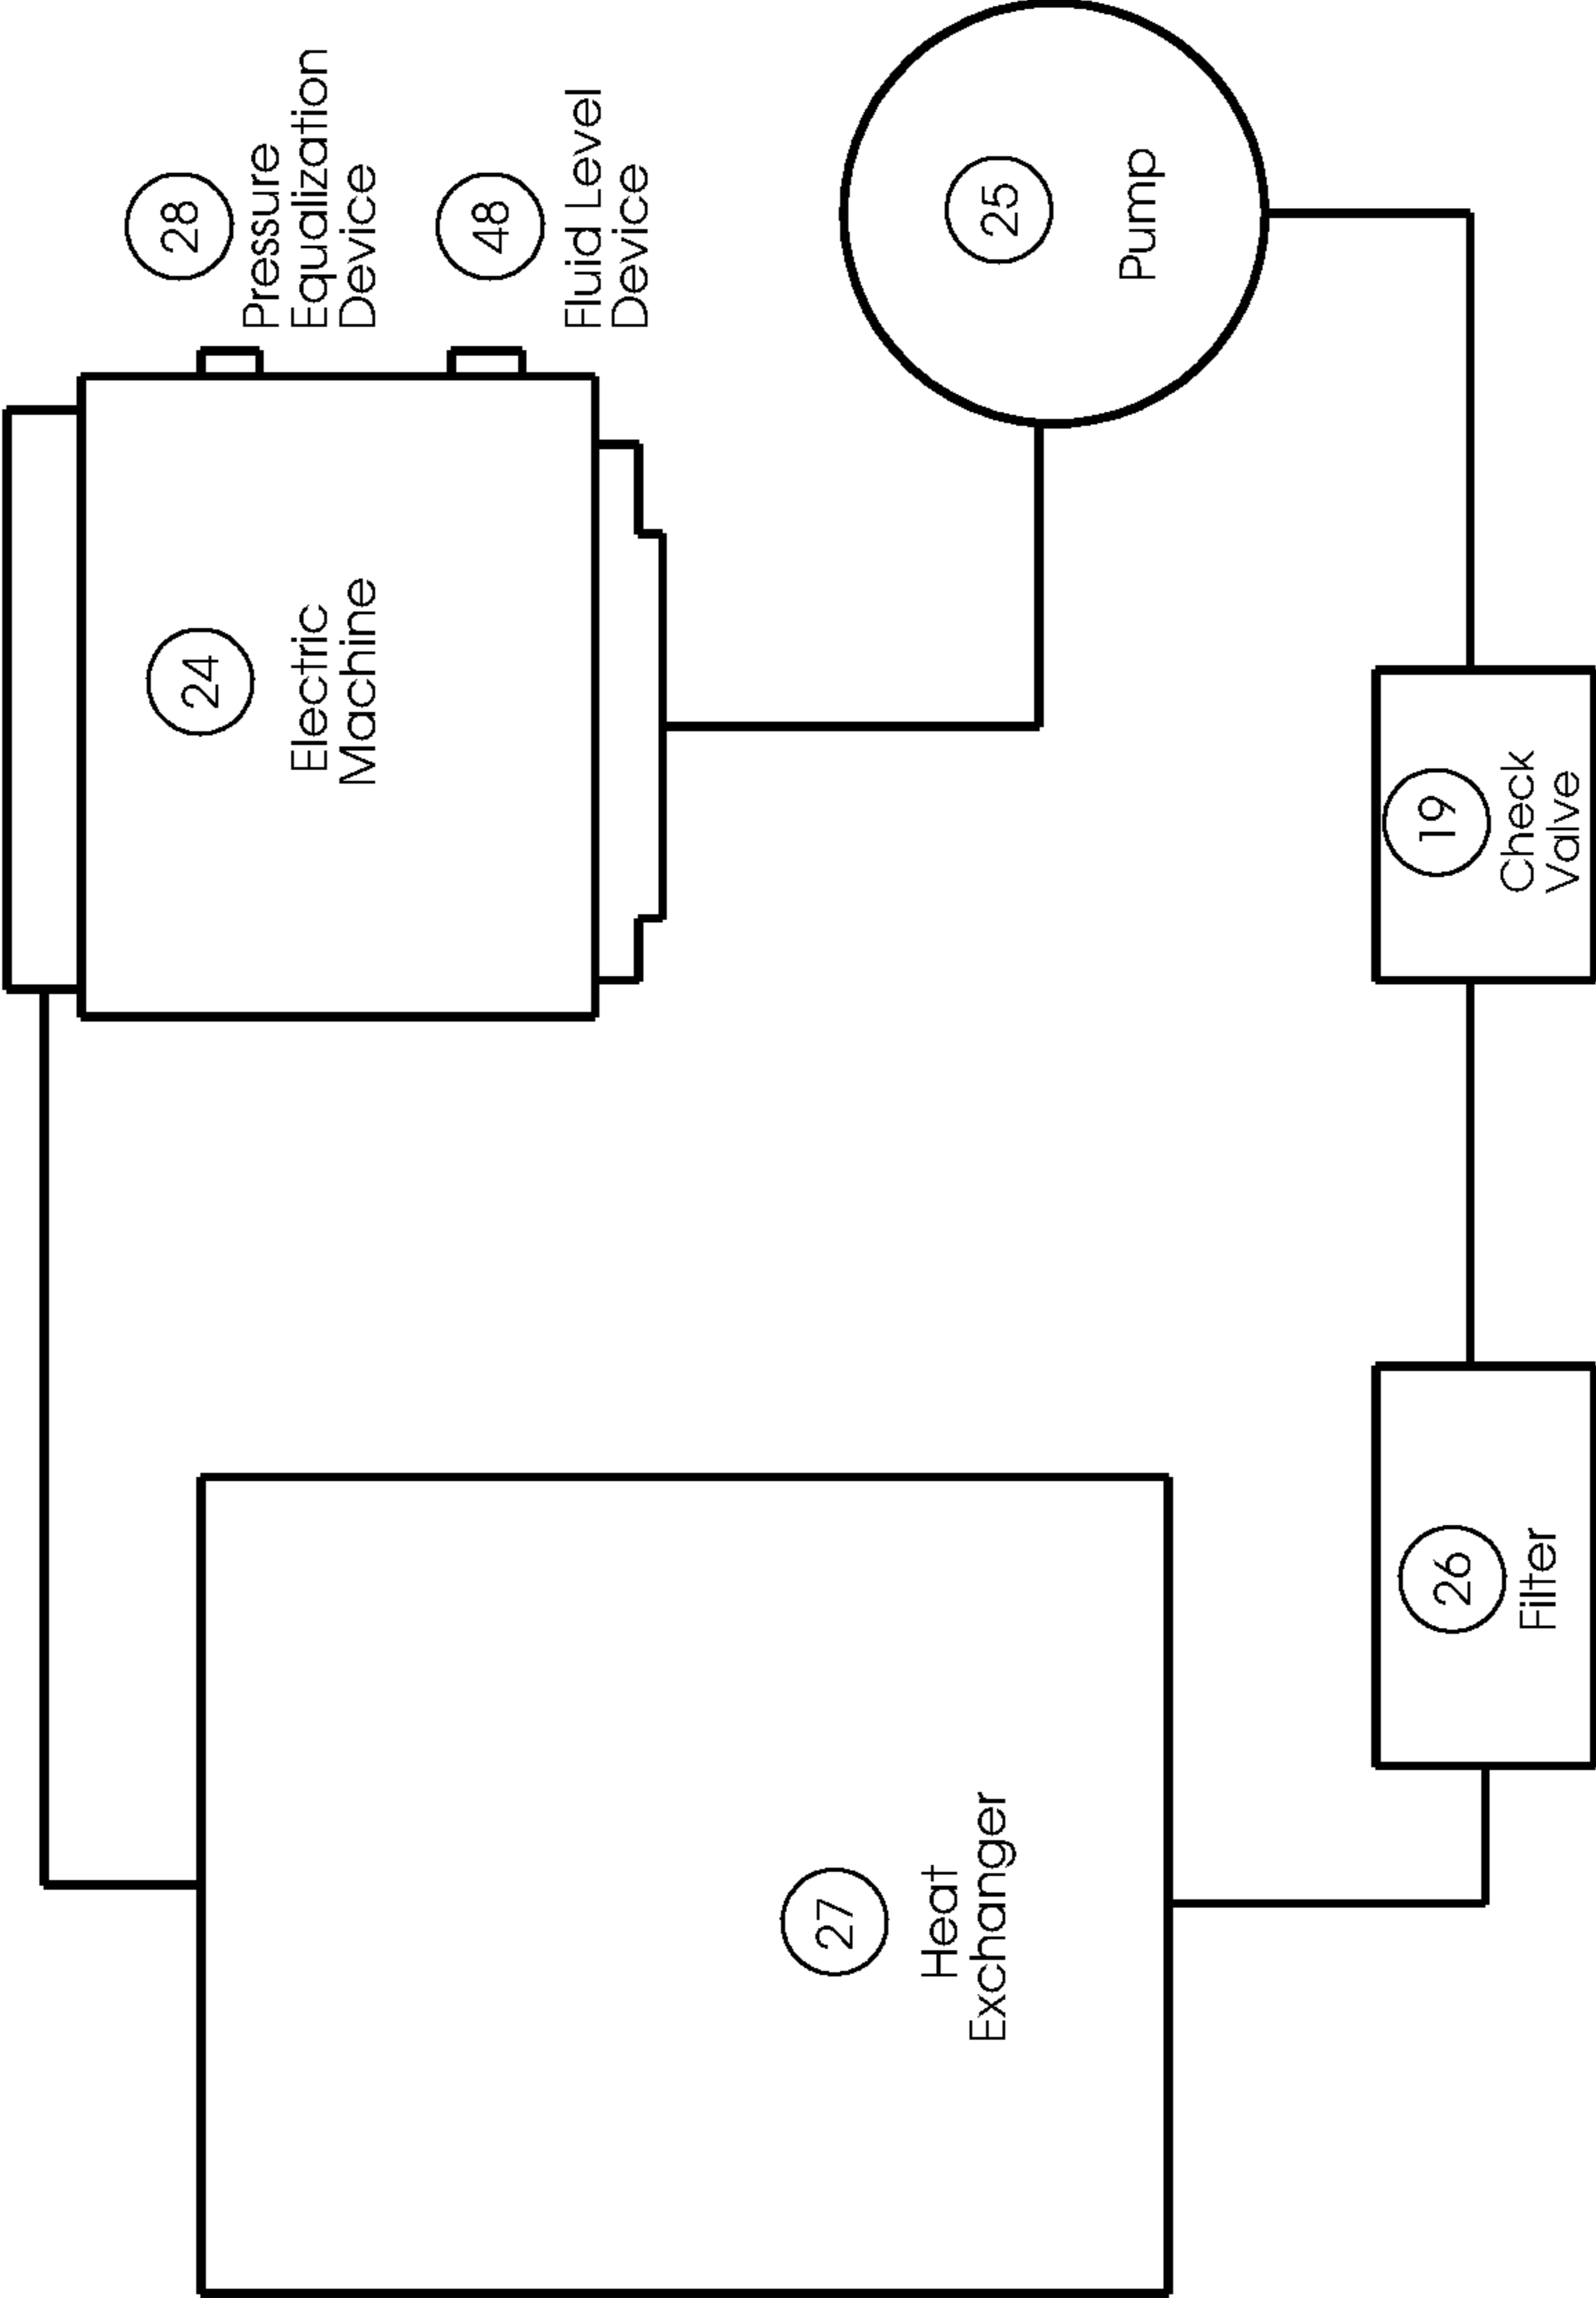 24
Electric
Machine
28
Pressure
Equalization
Device
48
Fluid Level
Device
27
Heat
Exchanger
25
Pump
26
Filter
19
Check
Valve